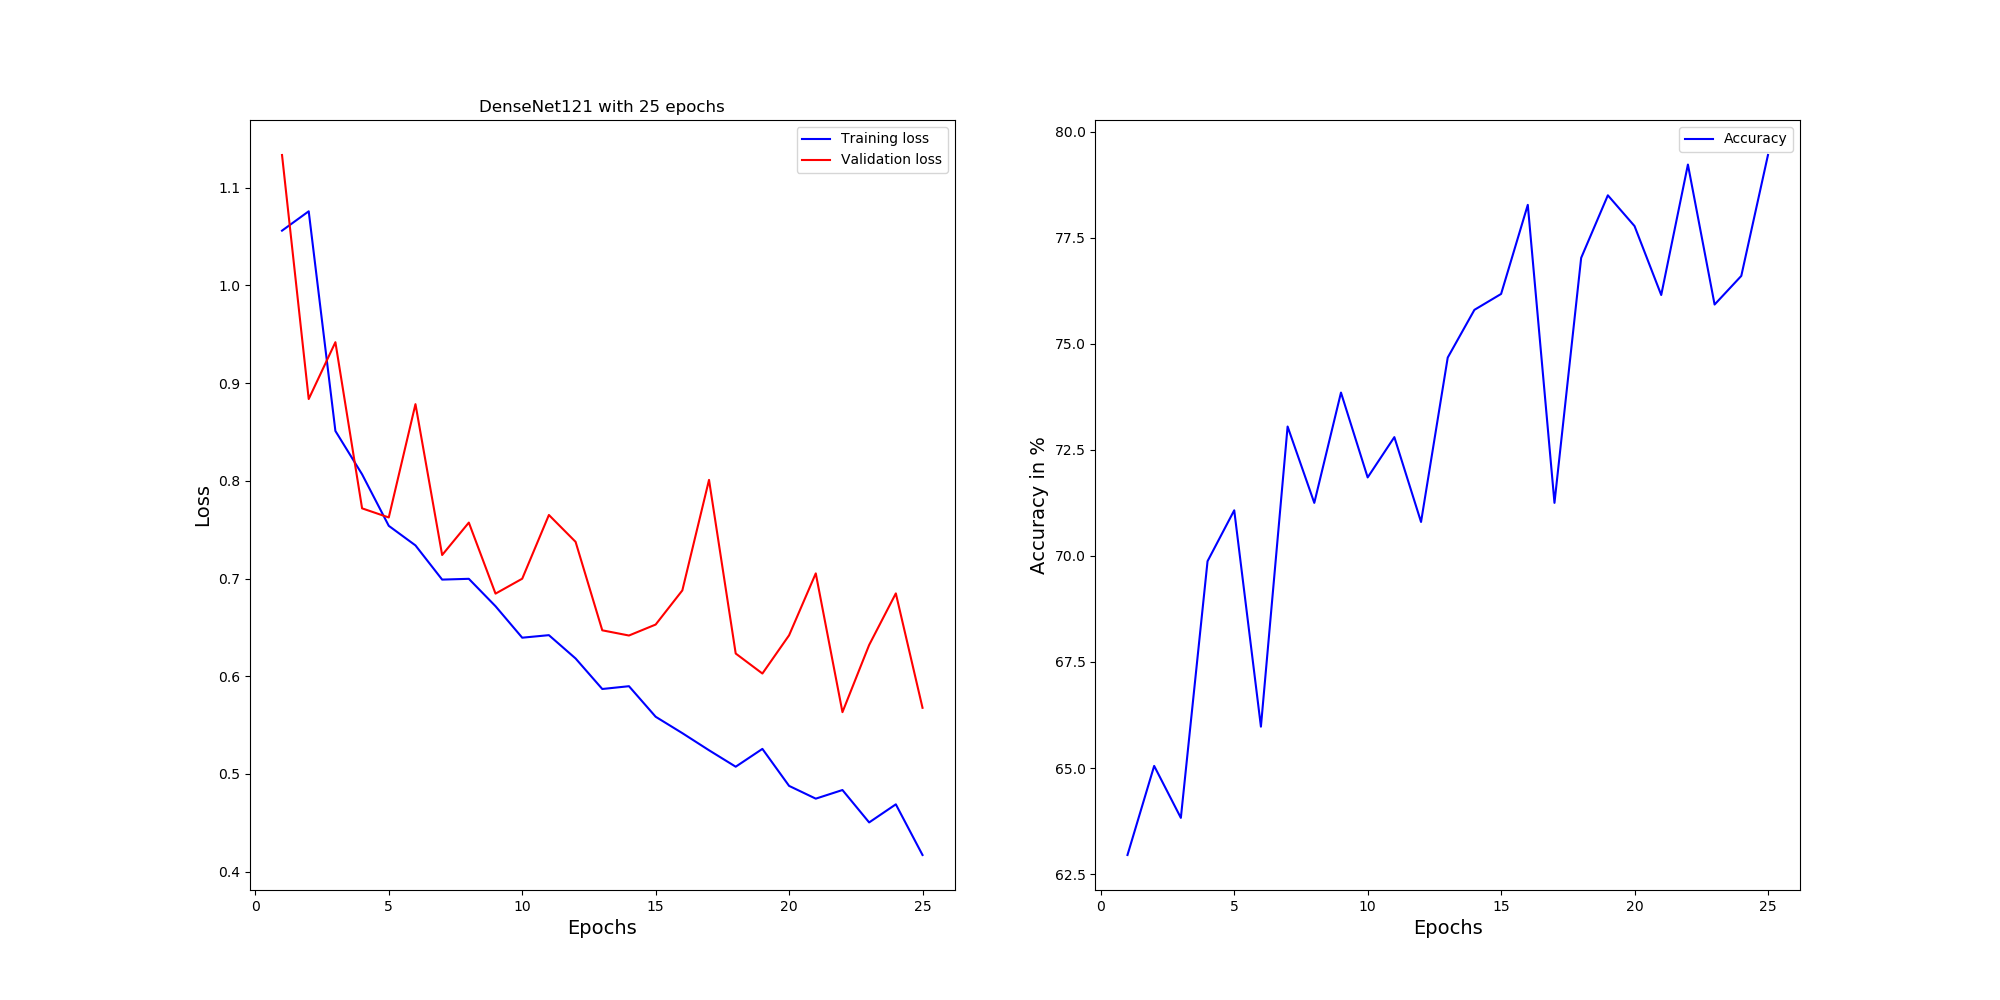 DenseNet121 with 25 epochs
Training loss
Validation loss
1.1
1.0
0.9
0.8
0.7
0.6
0.5
0.4
Loss
0 5 10 15 20 25
Epochs
Accuracy
80.0
77.5
75.0
72.5
70.0
67.5
65.0
62.5
Accuracy in %
0 5 10 15 20 25
Epochs